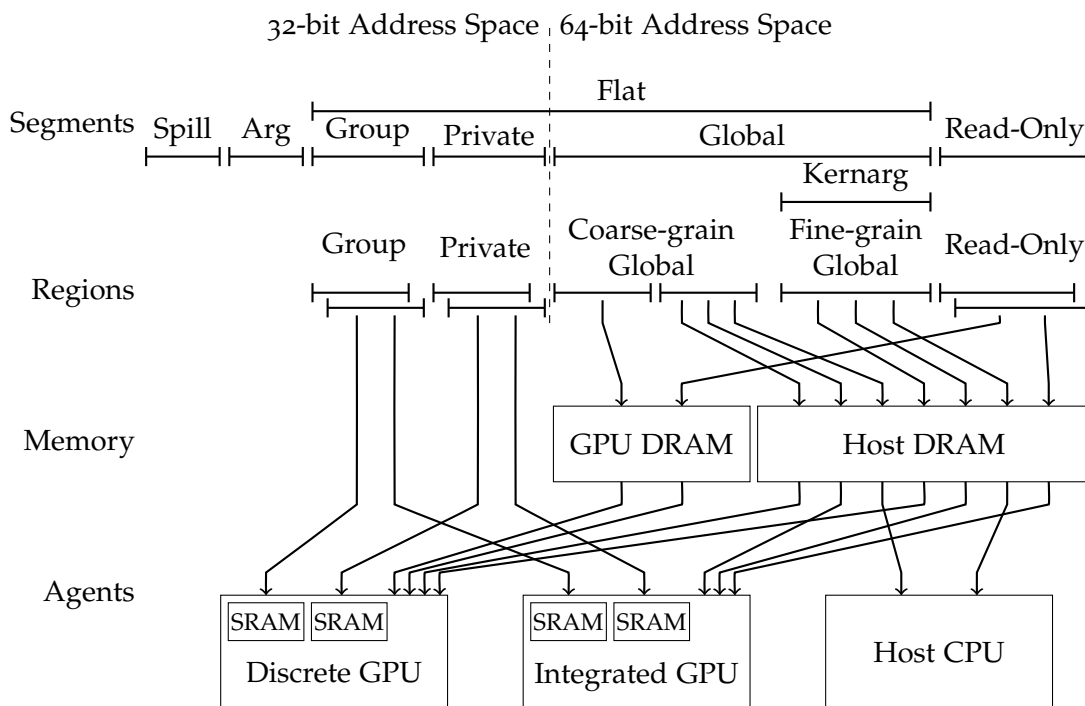 32-bit Address Space 64-bit Address Space
Flat
Segments Spill Arg Group Private Global Read-Only
Kernarg
Group Private Coarse-grain Fine-grain Read-Only
Global Global
Regions
Memory GPU DRAM Host DRAM
Agents
SRAM SRAM SRAM SRAM
Discrete GPU Integrated GPU Host CPU